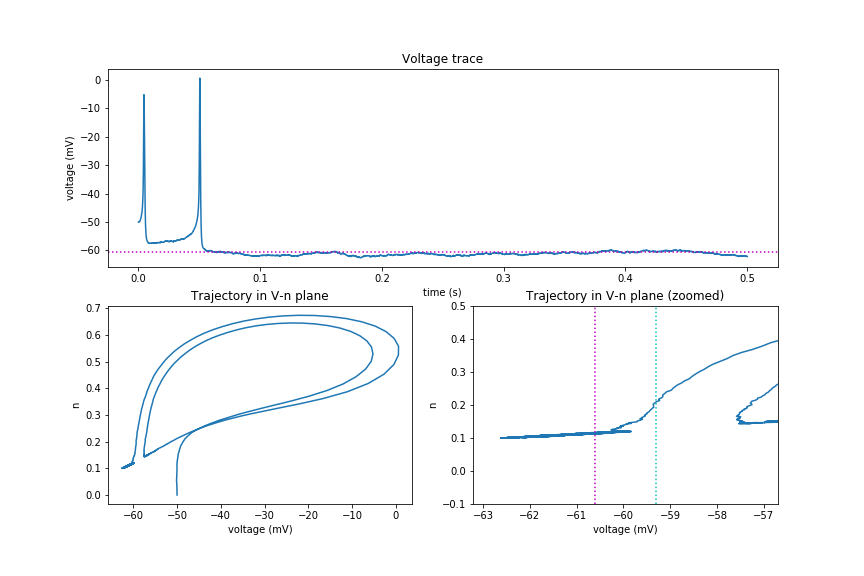 Voltage trace
voltage (mV)
0
−10
−20
−30
−40
−50
−60
0.0 0.1 0.2 0.3 0.4 0.5
time (s)
Trajectory in V-n plane
n
0.7
0.6
0.5
0.4
0.3
0.2
0.1
0.0
−60 −50 −40 −30 −20 −10 0
voltage (mV)
Trajectory in V-n plane (zoomed)
n
0.5
0.4
0.3
0.2
0.1
0.0
−0.1
−63 −62 −61 −60 −59 −58 −57
voltage (mV)